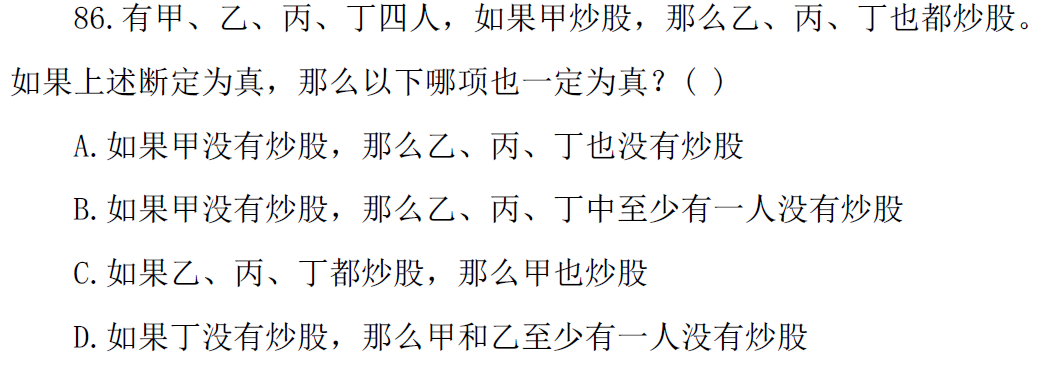 86.有甲、乙、丙、丁四人，如果甲炒股，那么乙、丙、丁也都炒股。
如果上述断定为真，那么以下哪项也一定为真？( )
A.如果甲没有炒股，那么乙、丙、丁也没有炒股
B.如果甲没有炒股，那么乙、丙、丁中至少有一人没有炒股
C.如果乙、丙、丁都炒股，那么甲也炒股
D.如果丁没有炒股，那么甲和乙至少有一人没有炒股